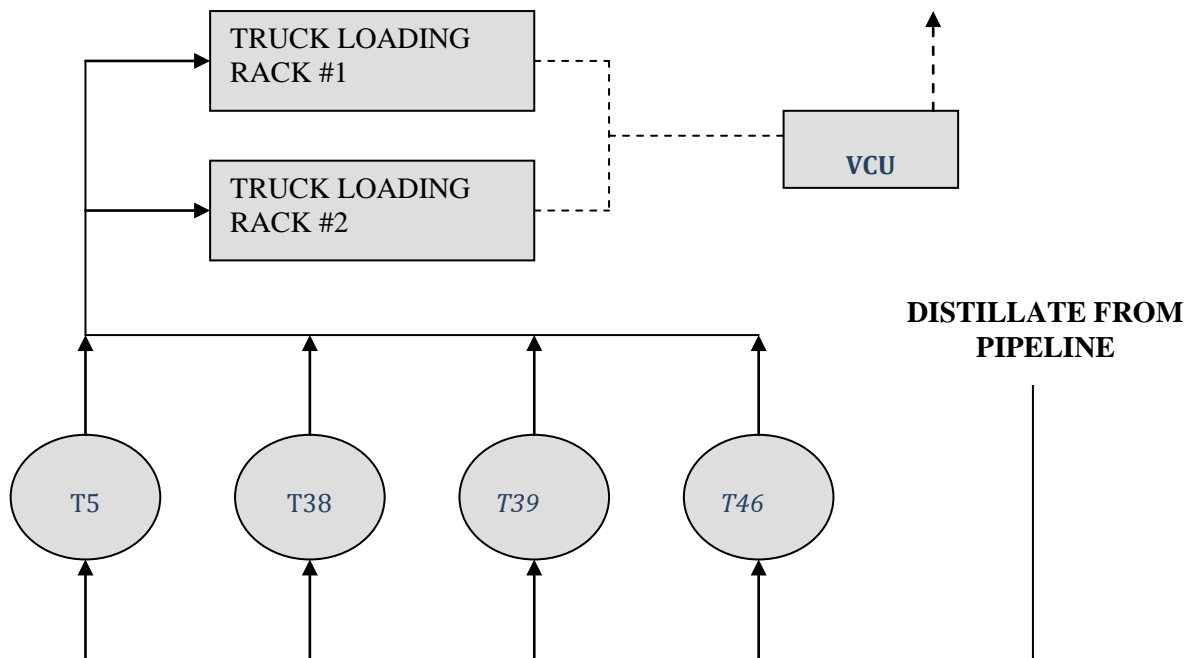 TRUCK LOADING
RACK #1
VCU
TRUCK LOADING
RACK #2
DISTILLATE FROM
PIPELINE
T5
T38
T39
T46